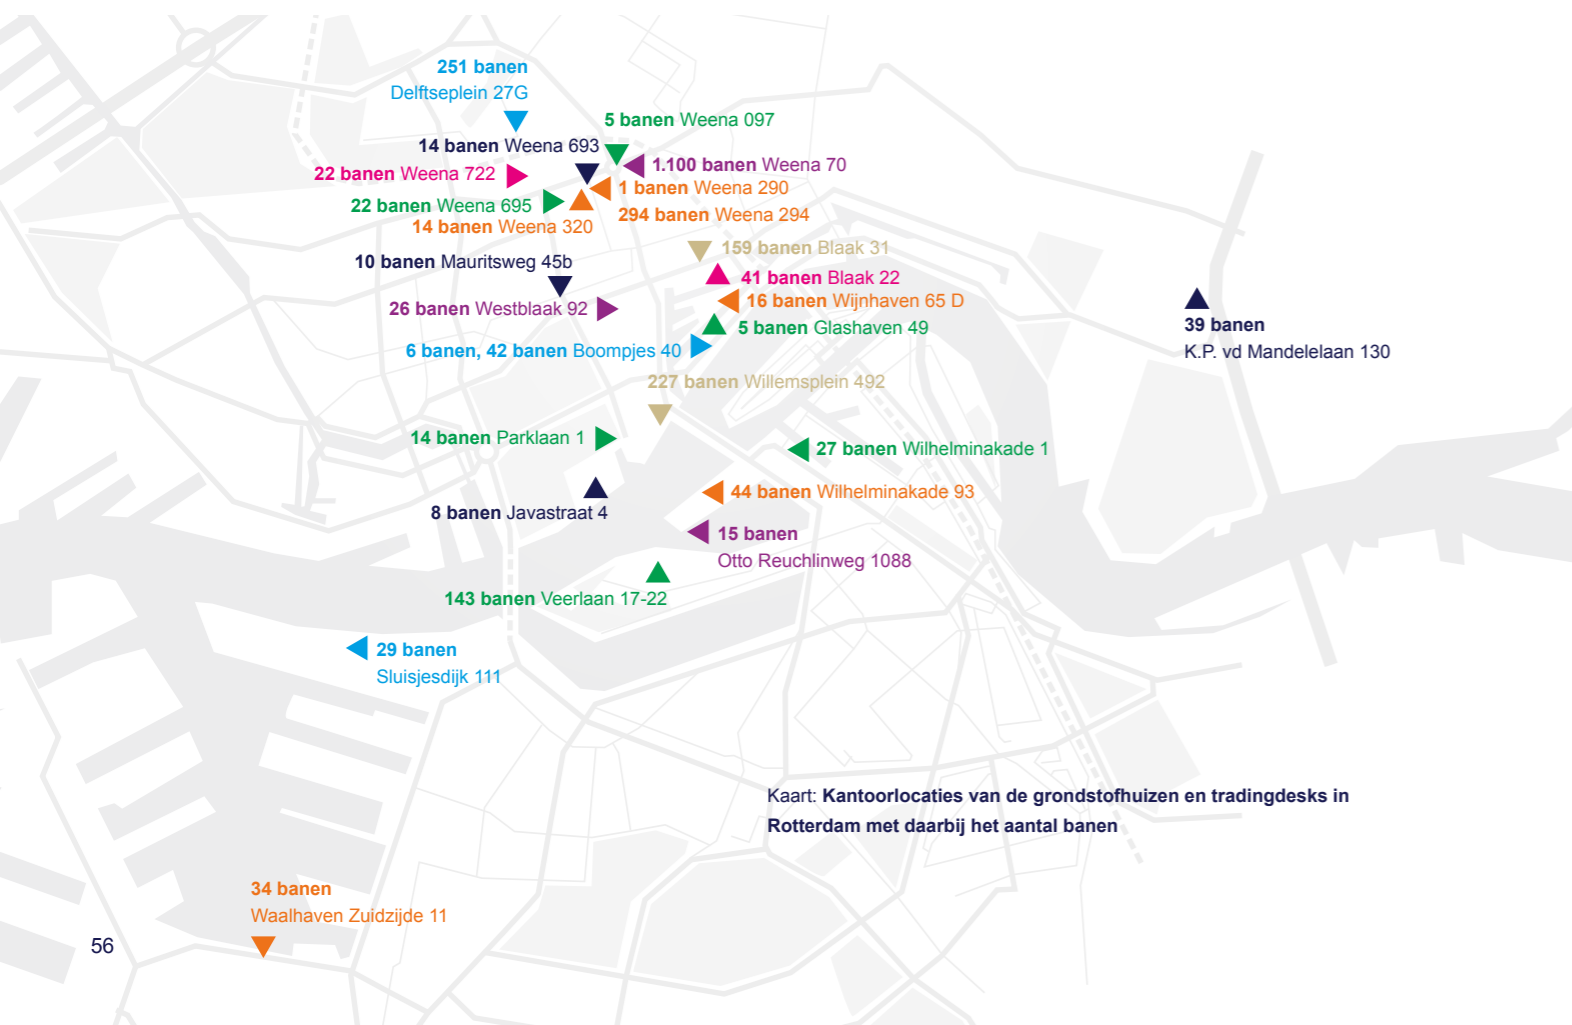 251 banen
Delftseplein 27G
5 banen Weena 097
14 banen Weena 693
1.100 banen Weena 70
22 banen Weena 722
1 banen Weena 290
22 banen Weena 695
294 banen Weena 294
14 banen Weena 320
159 banen Blaak 31
10 banen Mauritsweg 45b
41 banen Blaak 22
16 banen Wijnhaven 65 D
26 banen Westblaak 92
5 banen Glashaven 49
39 banen
K.P. vd Mandelelaan 130
6 banen, 42 banen Boompjes 40
227 banen Willemsplein 492
14 banen Parklaan 1
27 banen Wilhelminakade 1
44 banen Wilhelminakade 93
8 banen Javastraat 4
15 banen
Otto Reuchlinweg 1088
143 banen Veerlaan 17-22
29 banen
Sluisjesdijk 111
Kaart: Kantoorlocaties van de grondstofhuizen en tradingdesks in
Rotterdam met daarbij het aantal banen
34 banen
Waalhaven Zuidzijde 11
56